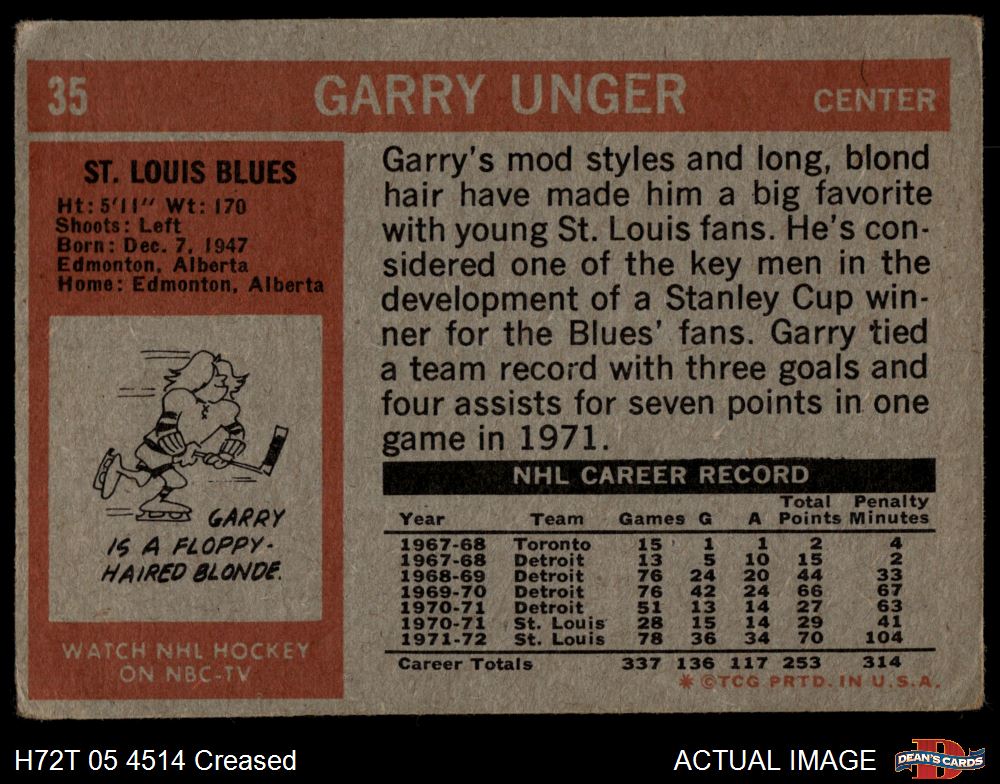 35 GARRY UNGER CENTER
ST. LOUIS BLUES
Ht: 5'11" Wt: 170
Shoots: Left
Born: Dec. 7, 1947
Edmonton, Alberta
Home: Edmonton, Alberta
GARRY
IS A FLOPPY-
HAIRED BLONDE.
WATCH NHL HOCKEY
ON NBC-TV
Garry's mod styles and long, blond
hair have made him a big favorite
with young St. Louis fans. He's con-
sidered one of the key men in the
development of a Stanley Cup win-
ner for the Blues' fans. Garry tied
a team record with three goals and
four assists for seven points in one
game in 1971.
NHL CAREER RECORD
Year Team Games G A Total Points Penalty Minutes
1967-68 Toronto 15 1 1 2 4
1967-68 Detroit 13 5 10 15 2
1968-69 Detroit 76 24 20 44 33
1969-70 Detroit 76 42 24 66 67
1970-71 Detroit 51 13 14 27 63
1970-71 St. Louis 28 15 14 29 41
1971-72 St. Louis 78 36 34 70 104
Career Totals 337 136 117 253 314
* ©TCG PRTD. IN U.S.A.
H72T 05 4514 Creased
ACTUAL IMAGE
D
DEAN'S CARDS